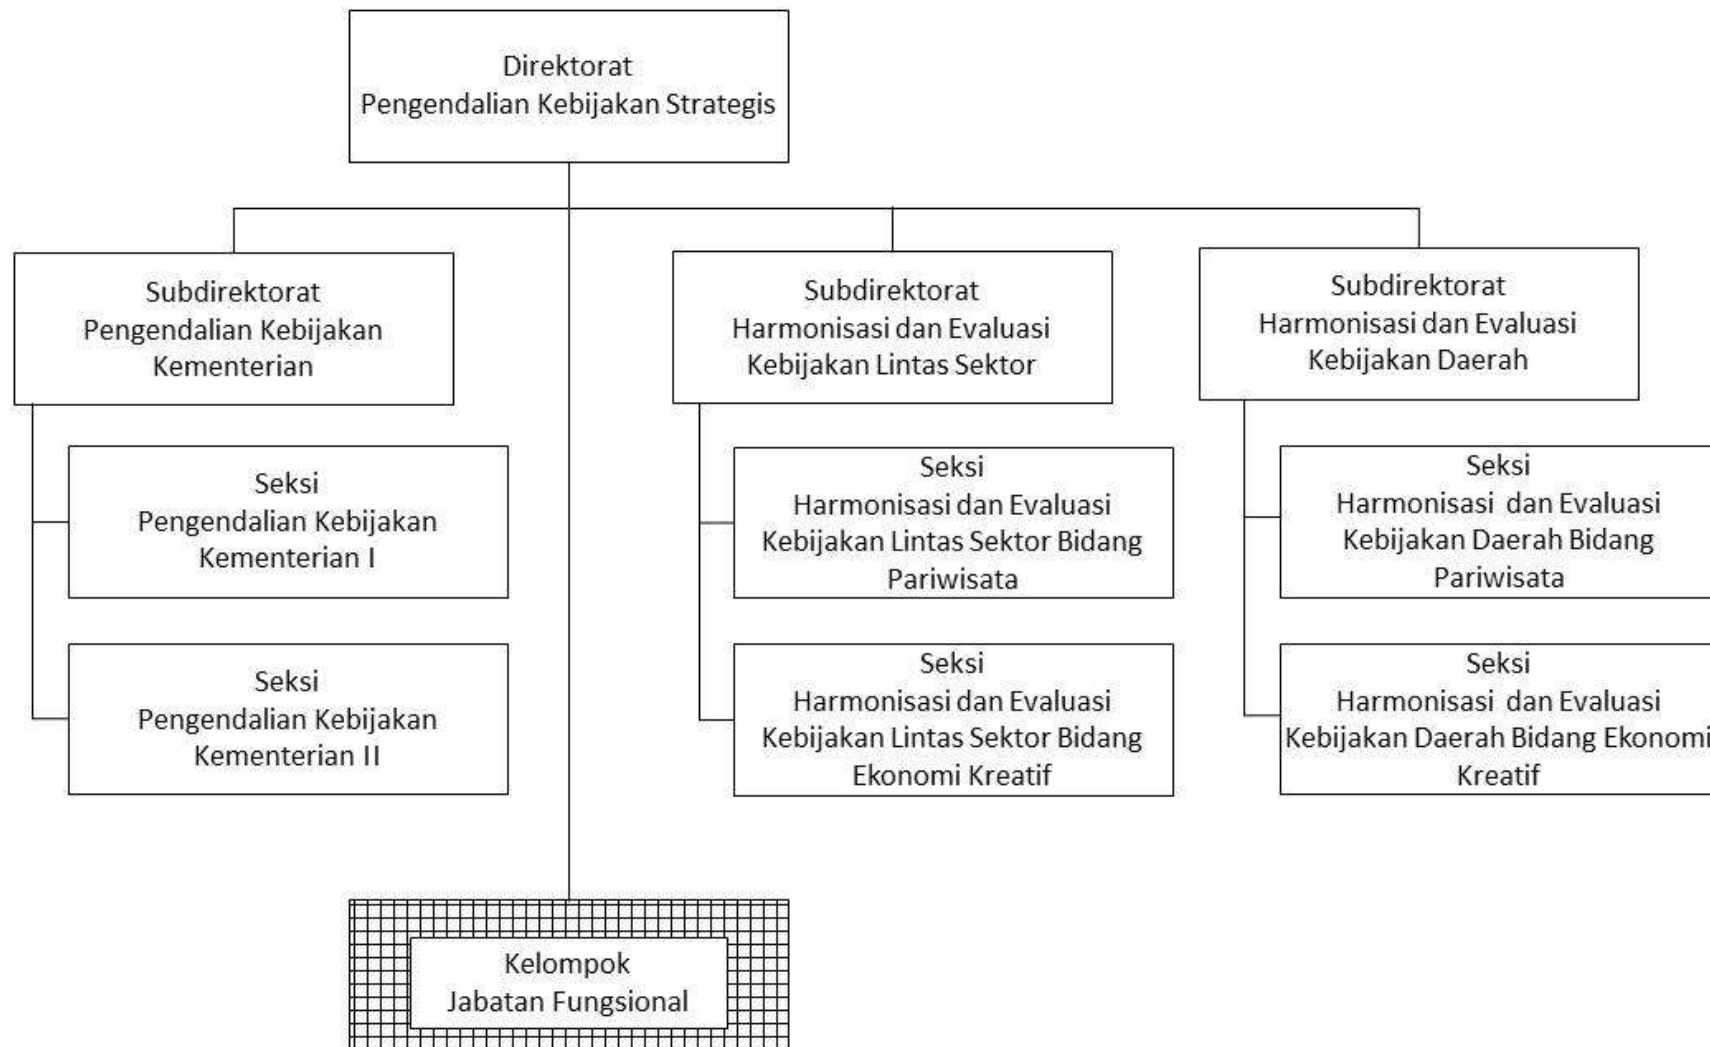 Direktorat
Pengendalian Kebijakan Strategis
Subdirektorat
Pengendalian Kebijakan
Kementerian
Subdirektorat
Harmonisasi dan Evaluasi
Kebijakan Lintas Sektor
Subdirektorat
Harmonisasi dan Evaluasi
Kebijakan Daerah
Seksi
Pengendalian Kebijakan
Kementerian I
Seksi
Harmonisasi dan Evaluasi
Kebijakan Lintas Sektor Bidang
Pariwisata
Seksi
Harmonisasi dan Evaluasi
Kebijakan Daerah Bidang
Pariwisata
Seksi
Pengendalian Kebijakan
Kementerian II
Seksi
Harmonisasi dan Evaluasi
Kebijakan Lintas Sektor Bidang
Ekonomi Kreatif
Seksi
Harmonisasi dan Evaluasi
Kebijakan Daerah Bidang Ekonomi
Kreatif
Kelompok
Jabatan Fungsional